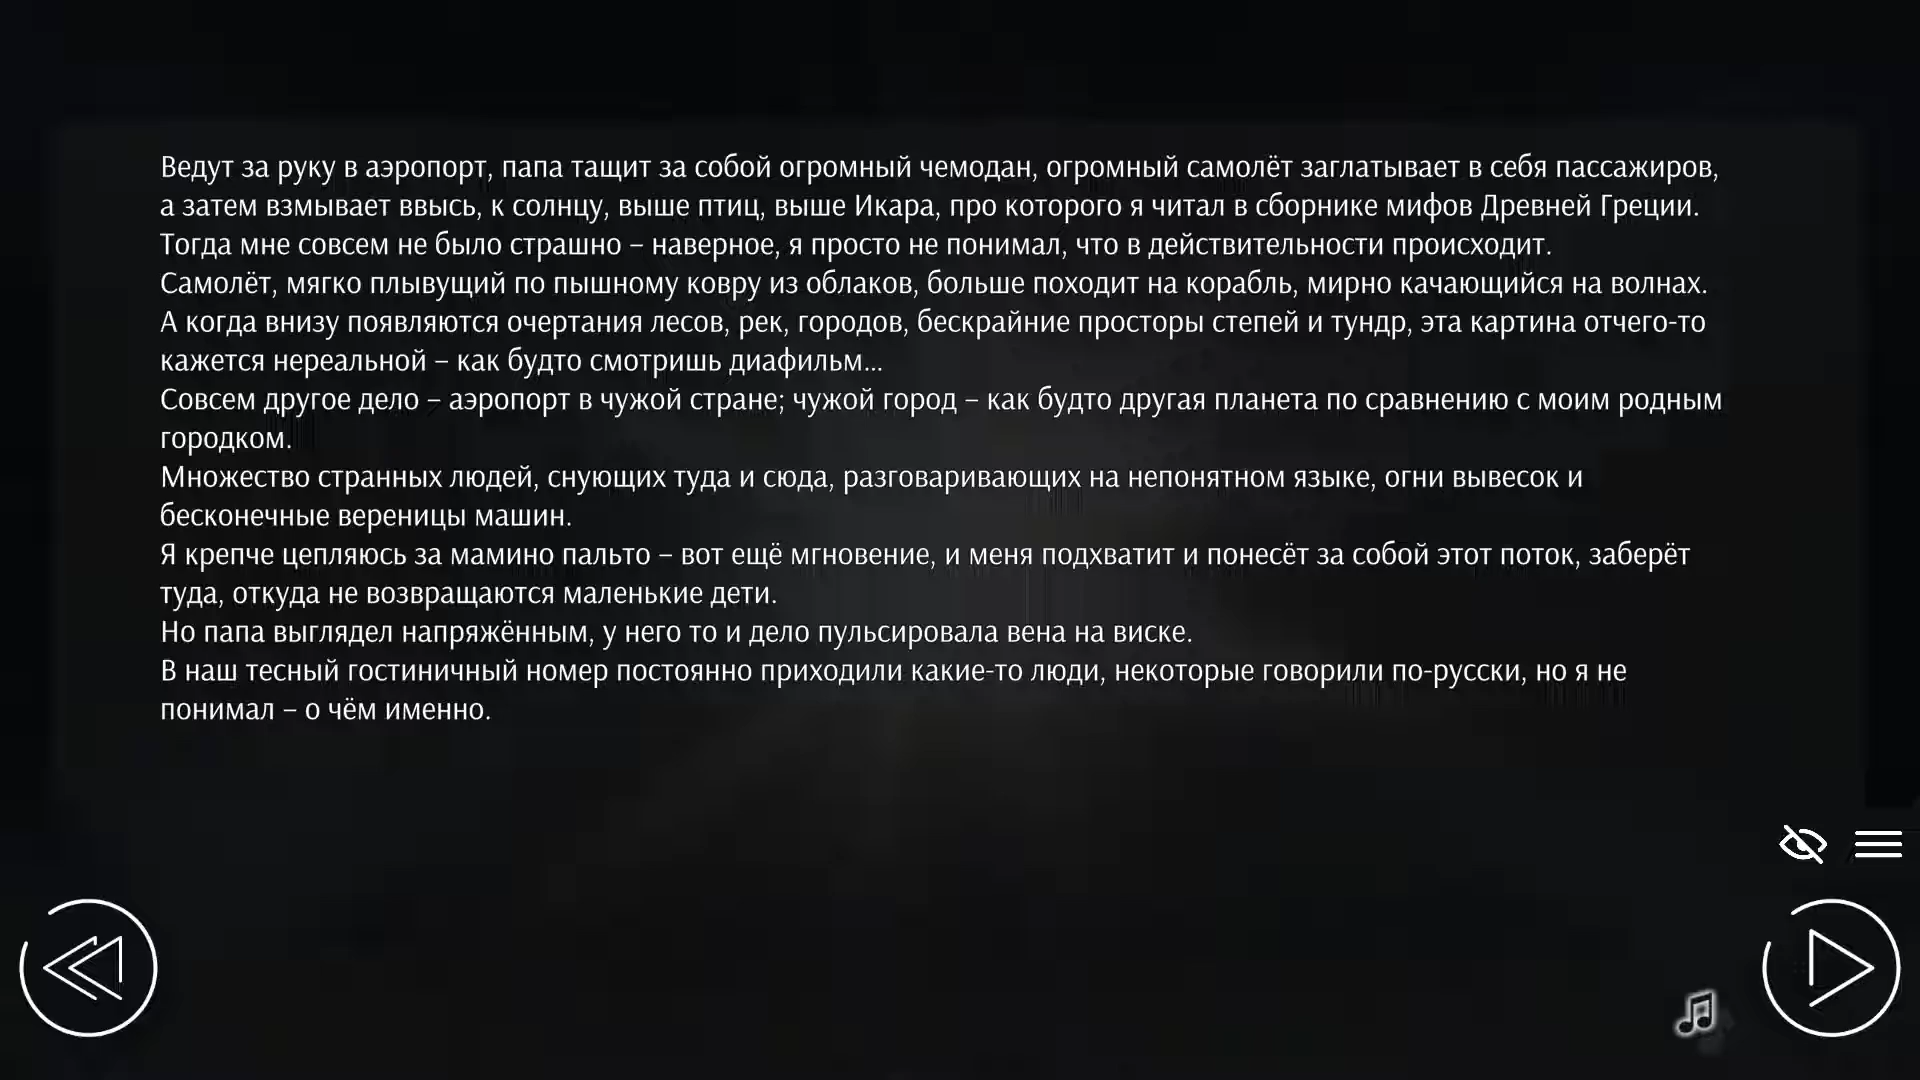 Ведут за руку в аэропорт, папа тащит за собой огромный чемодан, огромный самолёт заглатывает в себя пассажиров,
а затем взмывает ввысь, к солнцу, выше птиц, выше Икара, про которого я читал в сборнике мифов Древней Греции.
Тогда мне совсем не было страшно – наверное, я просто не понимал, что в действительности происходит.
Самолёт, мягко плывущий по пышному ковру из облаков, больше походит на корабль, мирно качающийся на волнах.
А когда внизу появляются очертания лесов, рек, городов, бескрайние просторы степей и тундр, эта картина отчего-то
кажется нереальной – как будто смотришь диафильм...
Совсем другое дело – аэропорт в чужой стране; чужой город – как будто другая планета по сравнению с моим родным
городком.
Множество странных людей, снующих туда и сюда, разговаривающих на непонятном языке, огни вывесок и
бесконечные вереницы машин.
Я крепче цепляюсь за мамино пальто – вот ещё мгновение, и меня подхватит и понесёт за собой этот поток, заберёт
туда, откуда не возвращаются маленькие дети.
Но папа выглядел напряжённым, у него то и дело пульсировала вена на виске.
В наш тесный гостиничный номер постоянно приходили какие-то люди, некоторые говорили по-русски, но я не
понимал – о чём именно.